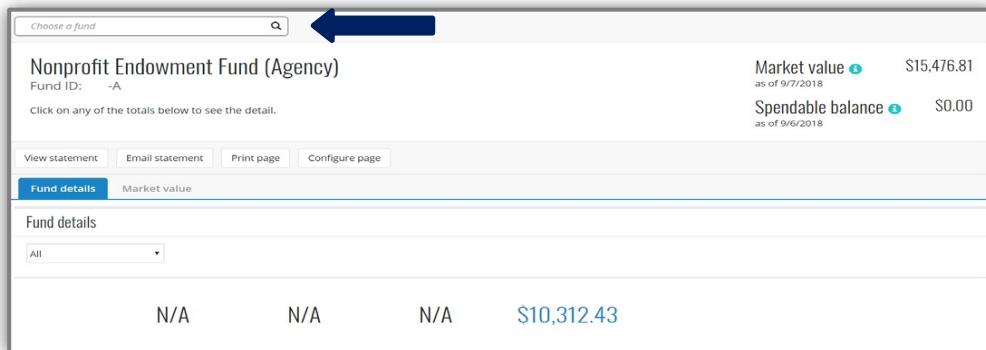 Choose a fund
Nonprofit Endowment Fund (Agency)
Fund ID: -A
Click on any of the totals below to see the detail.
Market value $15,476.81
as of 9/7/2018
Spendable balance $0.00
as of 9/6/2018
View statement Email statement Print page Configure page
Fund details Market value
Fund details
All
N/A N/A N/A $10,312.43